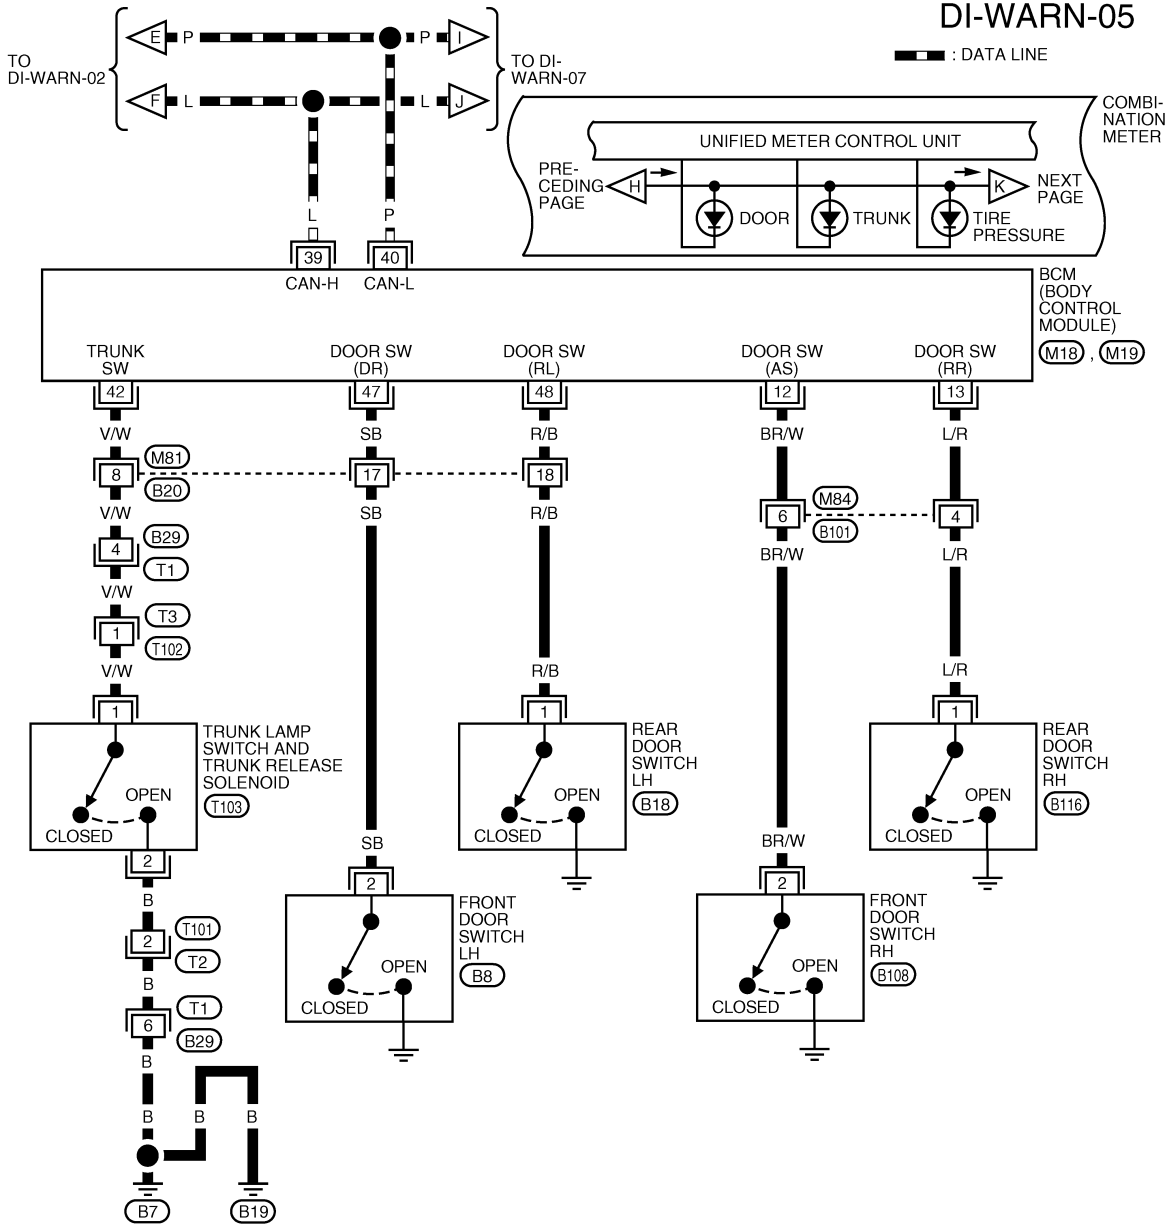 DI-WARN-05
: DATA LINE
E P P I
TO
DI-WARN-02
TO DI-
WARN-07
F L L J
COMBI-
NATION
METER
UNIFIED METER CONTROL UNIT
PRE-
CEDING
PAGE
H
K
NEXT
PAGE
DOOR
TRUNK
TIRE
PRESSURE
L P
39 40
CAN-H CAN-L
BCM
(BODY
CONTROL
MODULE)
M18 , M19
TRUNK
SW
DOOR SW
(DR)
DOOR SW
(RL)
DOOR SW
(AS)
DOOR SW
(RR)
42 47 48 12 13
V/W SB R/B BR/W L/R
M81
8 17 18
B20
V/W SB R/B
M84
6 4
B101
BR/W L/R
B29
4
T1
V/W
T3
1
T102
V/W R/B L/R
1 1 1
TRUNK LAMP
SWITCH AND
TRUNK RELEASE
SOLENOID
T103
OPEN
CLOSED
REAR
DOOR
SWITCH
LH
B18
OPEN
CLOSED
REAR
DOOR
SWITCH
RH
B116
OPEN
CLOSED
SB BR/W
2 2 2
FRONT
DOOR
SWITCH
LH
B8
OPEN
CLOSED
FRONT
DOOR
SWITCH
RH
B108
OPEN
CLOSED
B
T101
2
T2
B
T1
6
B29
B
B B B
B7 B19